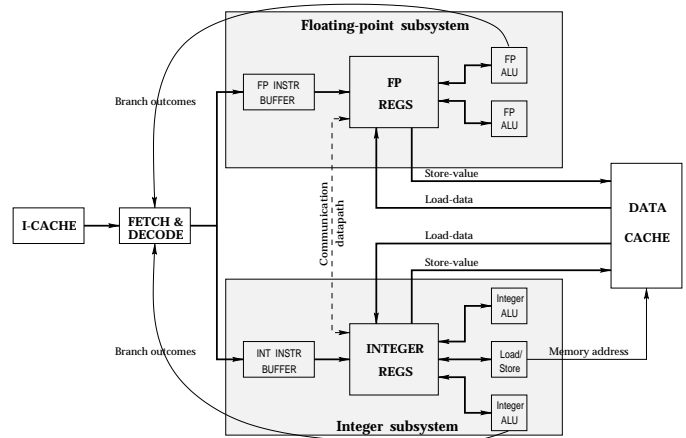 Floating-point subsystem
FP
ALU
FP INSTR
BUFFER
FP
REGS
Branch outcomes
FP
ALU
Store-value
Load-data
I-CACHE
FETCH &
DECODE
Communication
datapath
DATA
CACHE
Load-data
Store-value
Integer
ALU
Branch outcomes
INT INSTR
BUFFER
INTEGER
REGS
Load/
Store
Memory address
Integer
ALU
Integer subsystem